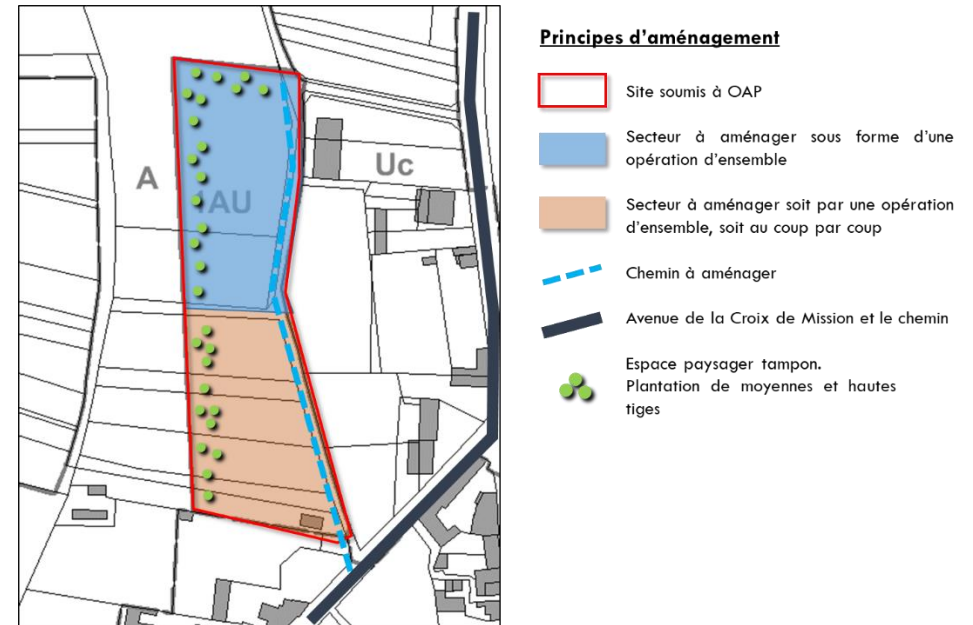 A
1AU
Uc
Principes d'aménagement
Site soumis à OAP
Secteur à aménager sous forme d'une
opération d'ensemble
Secteur à aménager soit par une opération
d'ensemble, soit au coup par coup
Chemin à aménager
Avenue de la Croix de Mission et le chemin
Espace paysager tampon.
Plantation de moyennes et hautes
tiges